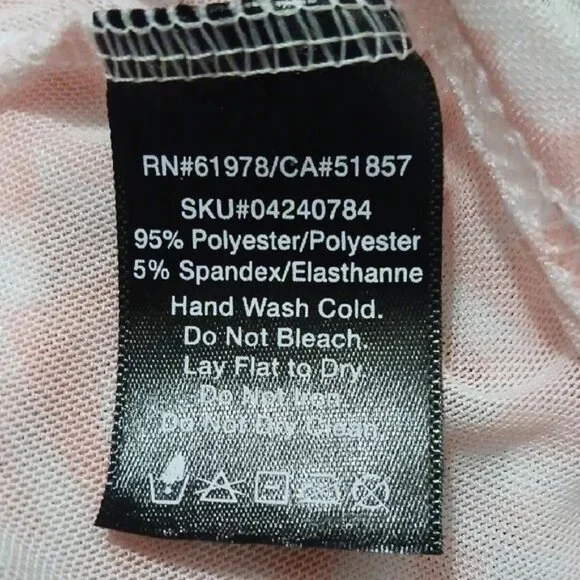 RN#61978/CA#51857
SKU#04240784
95% Polyester/Polyester
5% Spandex/Elasthanne
Hand Wash Cold.
Do Not Bleach.
Lay Flat to Dry.
Do Not Iron.
Do Not Dry Clean.